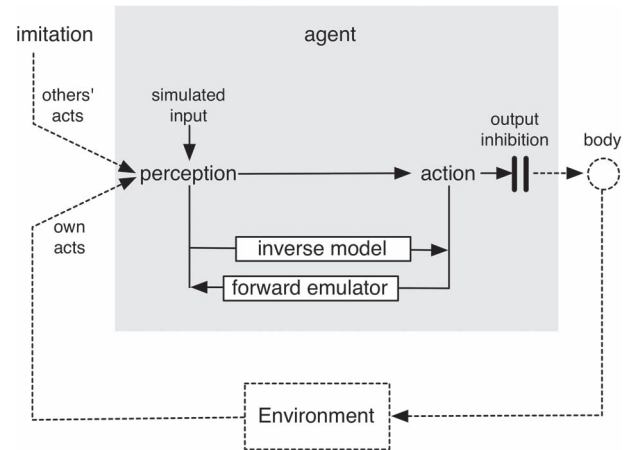 imitation
agent
others'
acts
simulated
input
output
inhibition
body
perception
action
own
acts
inverse model
forward emulator
Environment